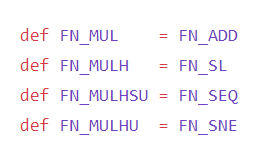 def FN_MUL    = FN_ADD
def FN_MULH   = FN_SL
def FN_MULHSU = FN_SEQ
def FN_MULHU  = FN_SNE